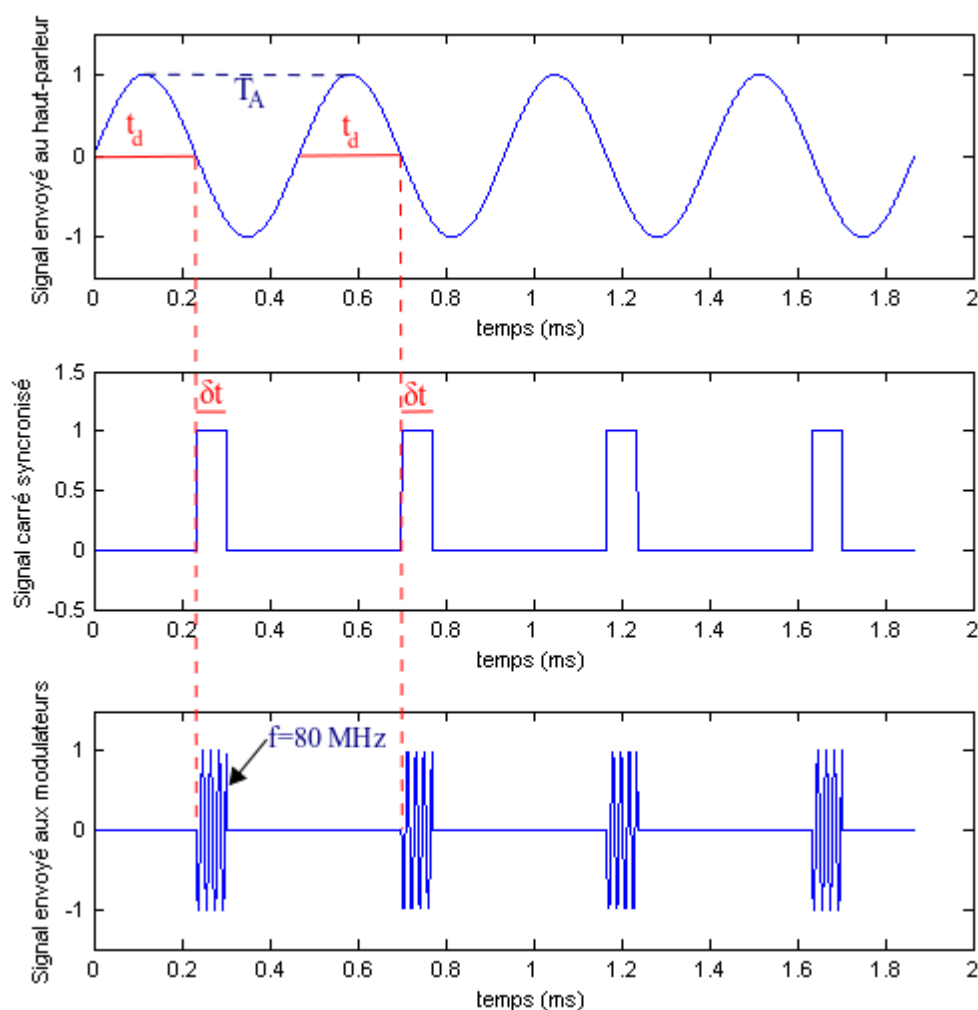 Signal envoyé au haut-parleur
1
0
-1
T_A
t_d
t_d
0 0.2 0.4 0.6 0.8 1 1.2 1.4 1.6 1.8 2
temps (ms)
Signal carré syncronisé
1.5
1
0.5
0
-0.5
δt
δt
0 0.2 0.4 0.6 0.8 1 1.2 1.4 1.6 1.8 2
temps (ms)
Signal envoyé aux modulateurs
1
0
-1
f=80 MHz
0 0.2 0.4 0.6 0.8 1 1.2 1.4 1.6 1.8 2
temps (ms)